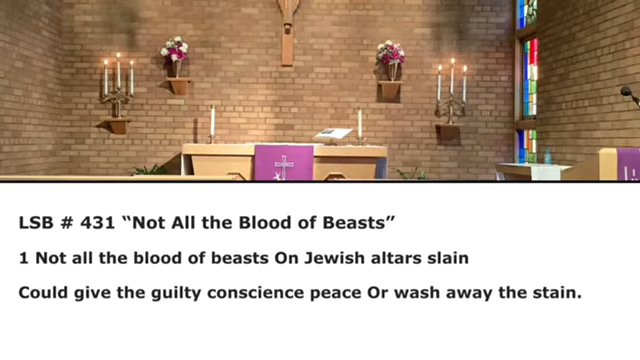 LSB # 431 “Not All the Blood of Beasts”
1 Not all the blood of beasts On Jewish altars slain
Could give the guilty conscience peace Or wash away the stain.